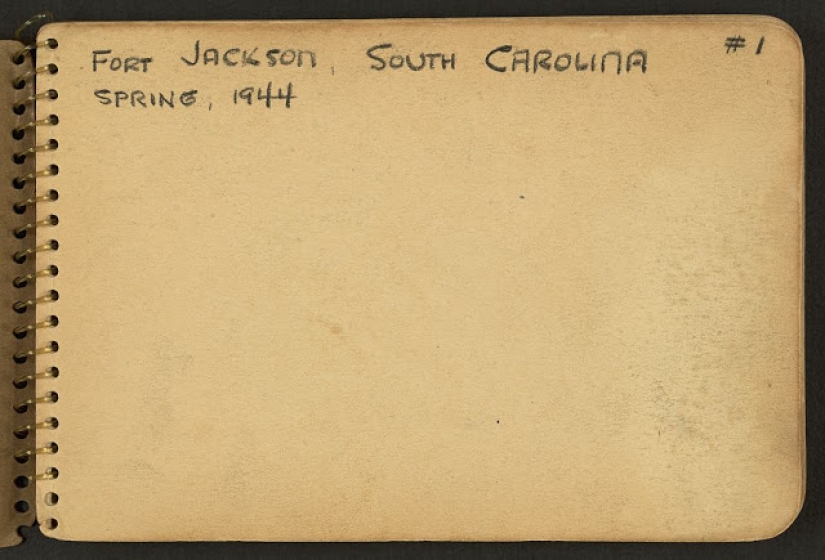 FORT JACKSON, SOUTH CAROLINA #1
SPRING, 1944